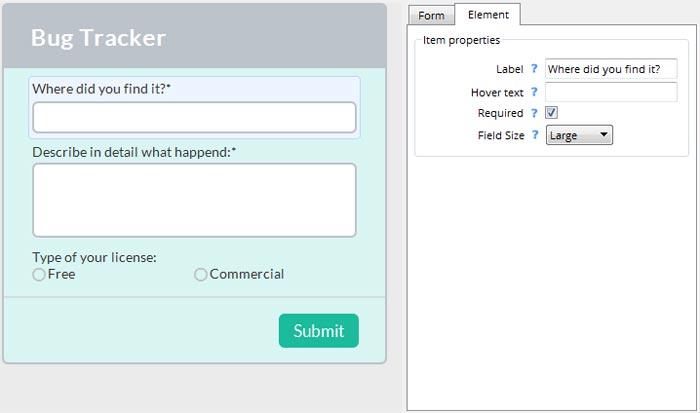 Bug Tracker
Where did you find it?*
Describe in detail what happend:*
Type of your license:
Free Commercial
Submit
Form Element
Item properties
Label ? Where did you find it?
Hover text ?
Required ?
Field Size ? Large